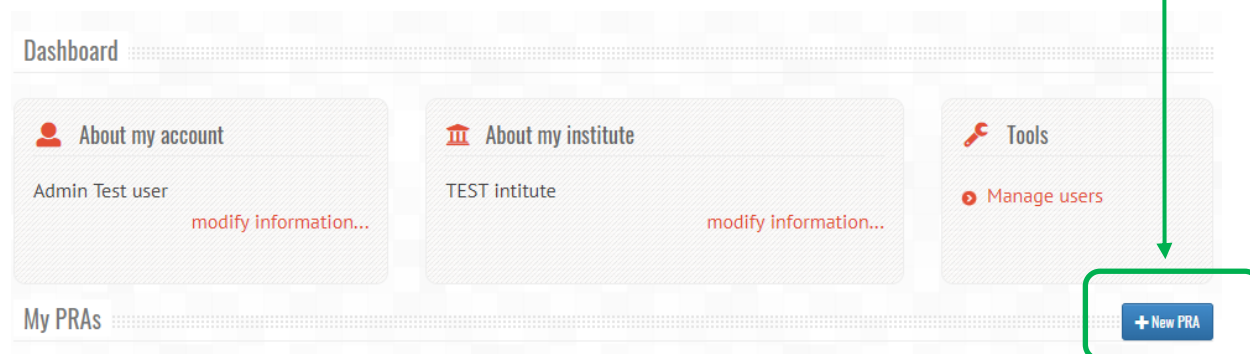 Dashboard
About my account
Admin Test user
modify information...
About my institute
TEST intitute
modify information...
Tools
Manage users
My PRAs
+ New PRA